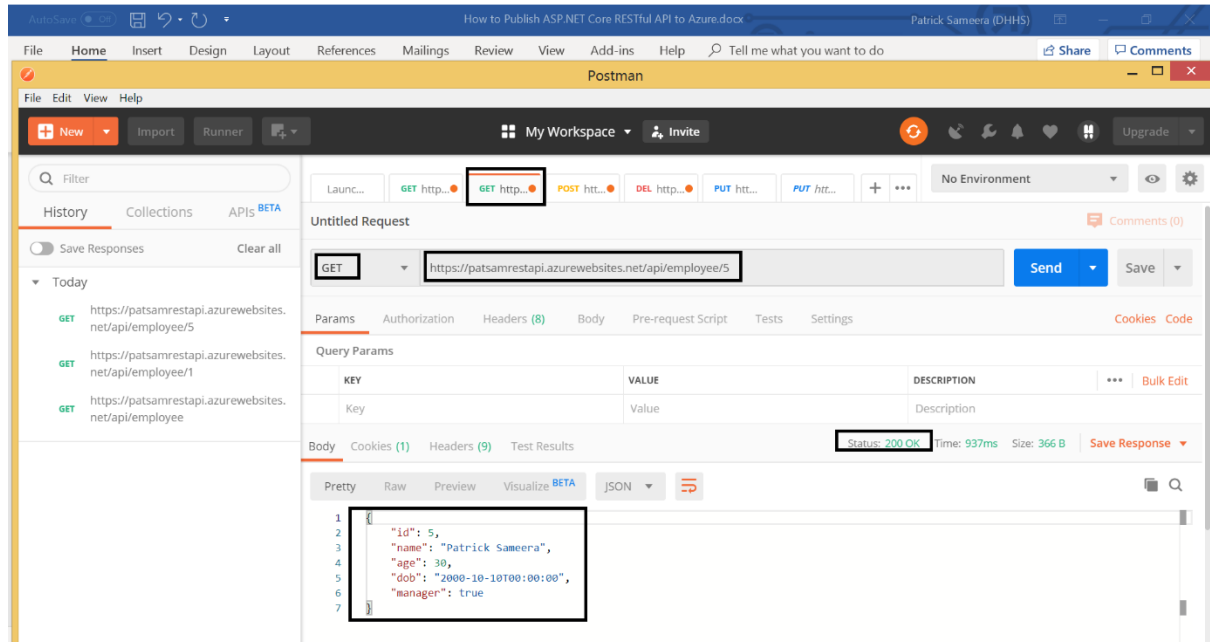 AutoSave Off How to Publish ASP.NET Core RESTful API to Azure.docx Patrick Sameera (DHHS)
File Home Insert Design Layout References Mailings Review View Add-ins Help Tell me what you want to do Share Comments
Postman
File Edit View Help
New Import Runner My Workspace Invite Upgrade
Filter
History Collections APIs BETA
Save Responses Clear all
Today
GET https://patsamrestapi.azurewebsites.
net/api/employee/5
GET https://patsamrestapi.azurewebsites.
net/api/employee/1
GET https://patsamrestapi.azurewebsites.
net/api/employee
Launc... GET http... GET http... POST htt... DEL http... PUT htt... PUT htt... + ••• No Environment
Untitled Request Comments (0)
GET https://patsamrestapi.azurewebsites.net/api/employee/5 Send Save
Params Authorization Headers (8) Body Pre-request Script Tests Settings Cookies Code
Query Params
KEY VALUE DESCRIPTION ••• Bulk Edit
Key Value Description
Body Cookies (1) Headers (9) Test Results Status: 200 OK Time: 937ms Size: 366 B Save Response
Pretty Raw Preview Visualize BETA JSON
1 {
2 "id": 5,
3 "name": "Patrick Sameera",
4 "age": 30,
5 "dob": "2000-10-10T00:00:00",
6 "manager": true
7 }